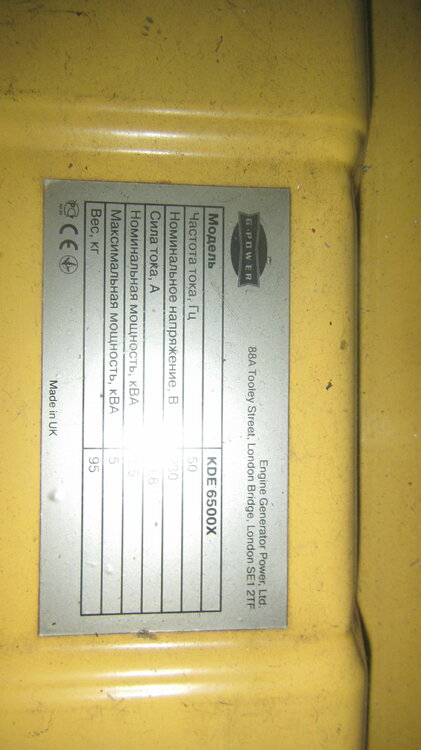 G-POWER
Engine Generator Power, Ltd.
88A Tooley Street, London Bridge, London SE1 2TF
Модель KDE 6500X
Частота тока, Гц 50
Номинальное напряжение, В
Сила тока, А
Номинальная мощность, кВА
Максимальная мощность, кВА
Вес, кг 95
CE
Made in UK